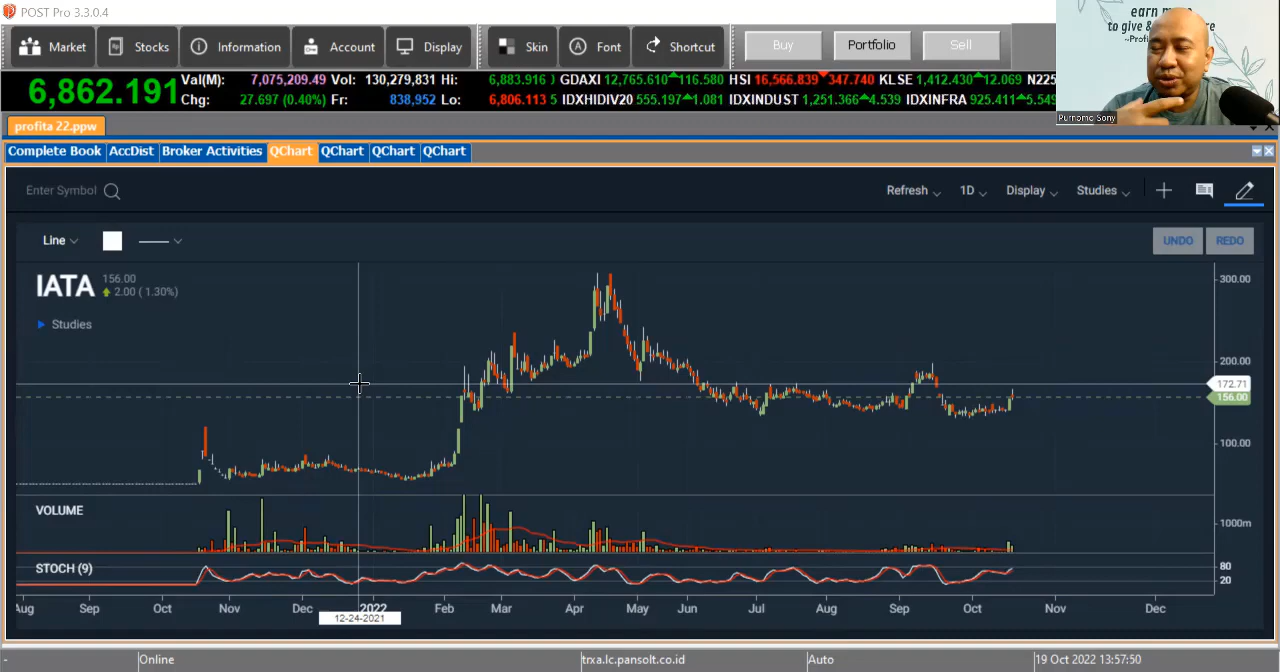 POST Pro 3.3.0.4
Market Stocks Information Account Display Skin Font Shortcut Buy Portfolio Sell
6,862.191
Val(M): 7,075,209.49 Vol: 130,279,831 Hi: 6,883.916 ) GDAXI 12,765.610 116.580 HSI 16,566.839 347.740 KLSE 1,412.430 12.069 N225
Chg: 27.697 (0.40%) Fr: 838,952 Lo: 6,806.113 5 IDXHIDIV20 555.197 1.081 IDXINDUST 1,251.366 4.539 IDXINFRA 925.411 5.549
earn
to give &
Purnomo Sony
profita 22.ppw
Complete Book AccDist Broker Activities QChart QChart QChart QChart
Enter Symbol Refresh 1D Display Studies
Line UNDO REDO
IATA 156.00
2.00 ( 1.30%)
Studies
300.00
200.00
172.71
156.00
100.00
VOLUME
1000m
STOCH (9)
80
20
Aug Sep Oct Nov Dec 2022 Feb Mar Apr May Jun Jul Aug Sep Oct Nov Dec
12-24-2021
- Online trxa.lc.pansolt.co.id Auto 19 Oct 2022 13:57:50